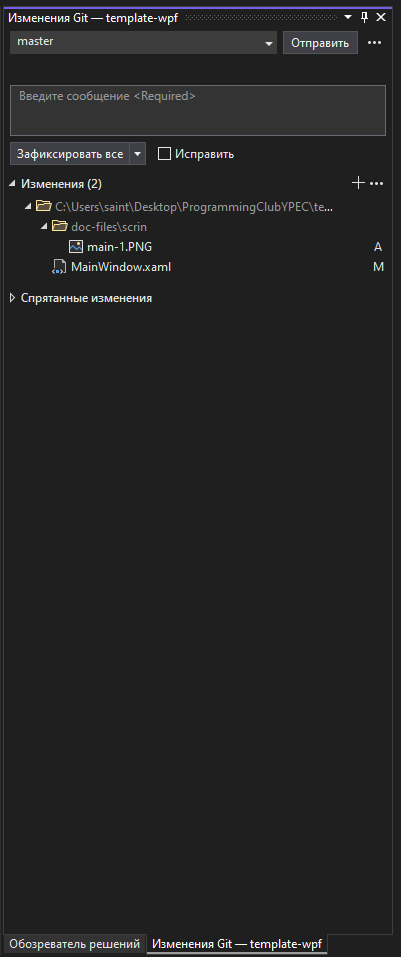 Изменения Git — template-wpf
master
Отправить
Введите сообщение <Required>
Зафиксировать все
Исправить
Изменения (2)
C:\Users\saint\Desktop\ProgrammingClubYPEC\te...
doc-files\scrin
main-1.PNG A
MainWindow.xaml M
Спрятанные изменения
Обозреватель решений Изменения Git — template-wpf